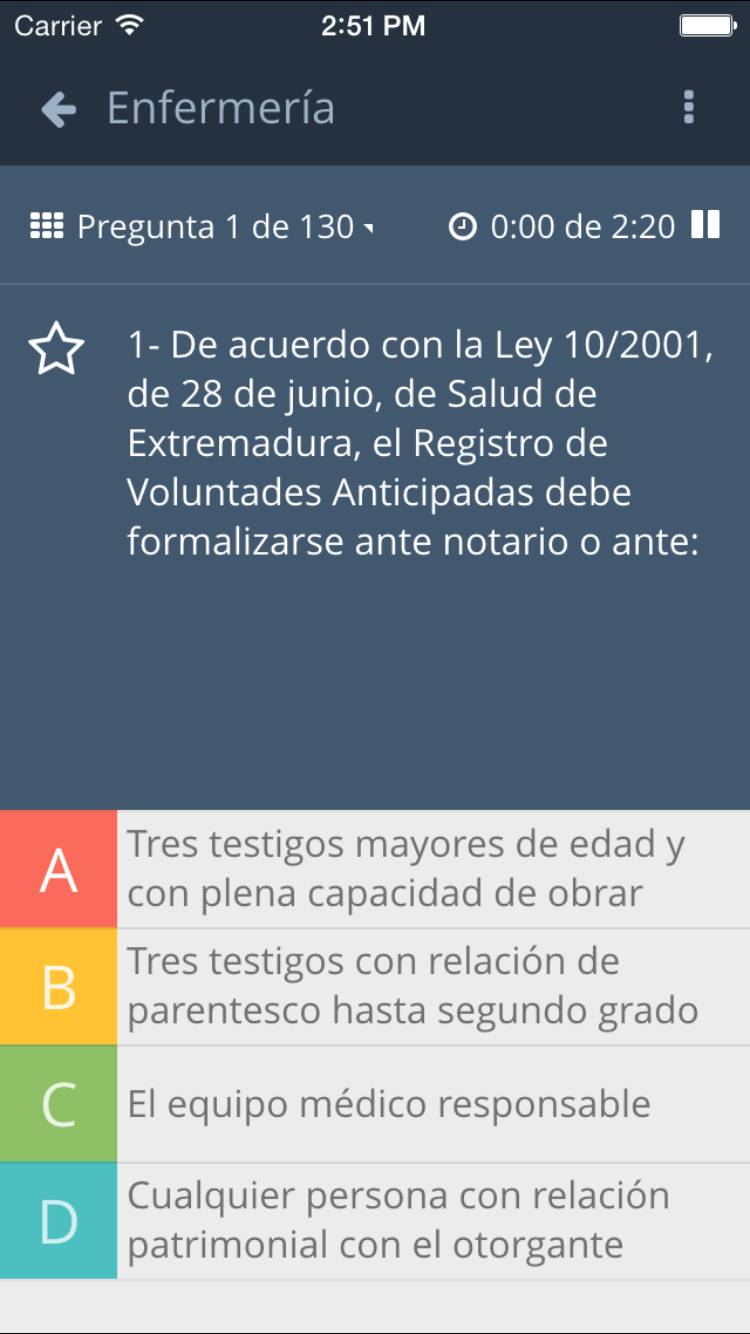 Carrier 2:51 PM
Enfermería
Pregunta 1 de 130 0:00 de 2:20
1- De acuerdo con la Ley 10/2001,
de 28 de junio, de Salud de
Extremadura, el Registro de
Voluntades Anticipadas debe
formalizarse ante notario o ante:
A Tres testigos mayores de edad y
con plena capacidad de obrar
B Tres testigos con relación de
parentesco hasta segundo grado
C El equipo médico responsable
D Cualquier persona con relación
patrimonial con el otorgante